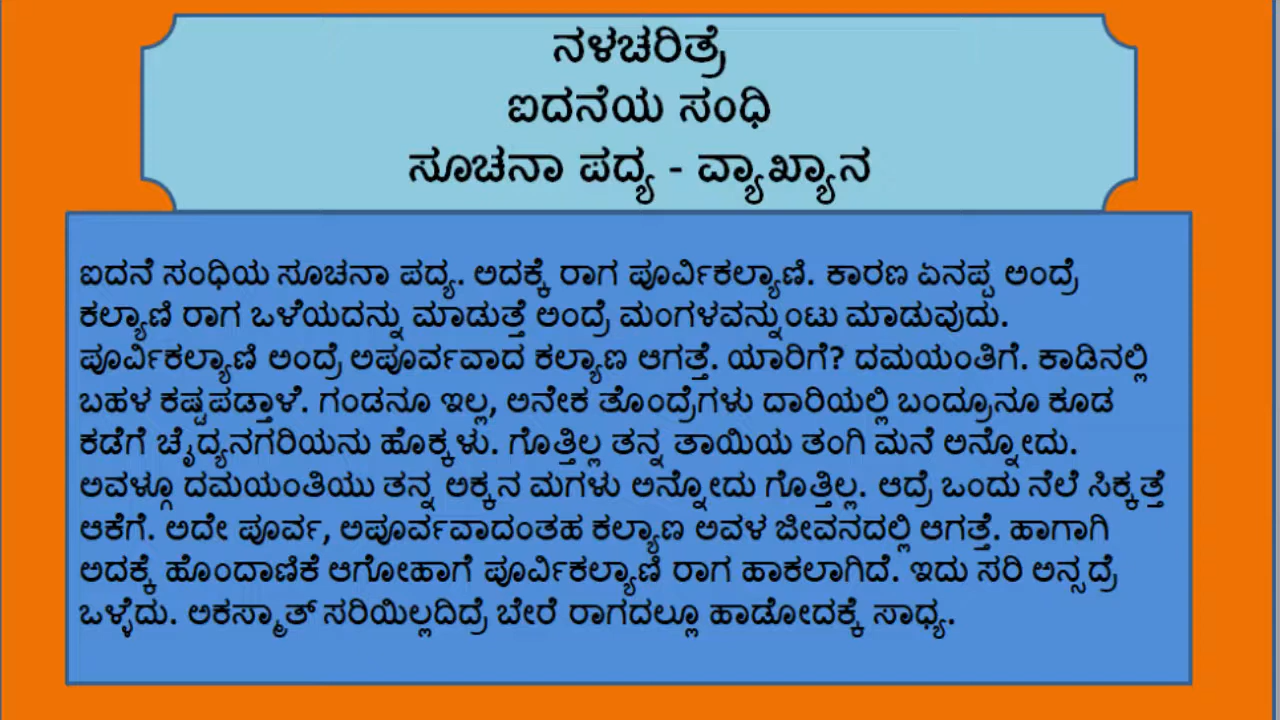 ನಳಚರಿತ್ರೆ
ಐದನೆಯ ಸಂಧಿ
ಸೂಚನಾ ಪದ್ಯ - ವ್ಯಾಖ್ಯಾನ
ಐದನೆ ಸಂಧಿಯ ಸೂಚನಾ ಪದ್ಯ. ಅದಕ್ಕೆ ರಾಗ ಪೂರ್ವಿಕಲ್ಯಾಣಿ. ಕಾರಣ ಏನಪ್ಪ ಅಂದ್ರೆ
ಕಲ್ಯಾಣಿ ರಾಗ ಒಳೆಯದನ್ನು ಮಾಡುತ್ತೆ ಅಂದ್ರೆ ಮಂಗಳವನ್ನುಂಟು ಮಾಡುವುದು.
ಪೂರ್ವಿಕಲ್ಯಾಣಿ ಅಂದ್ರೆ ಅಪೂರ್ವವಾದ ಕಲ್ಯಾಣ ಆಗತ್ತೆ. ಯಾರಿಗೆ? ದಮಯಂತಿಗೆ. ಕಾಡಿನಲ್ಲಿ
ಬಹಳ ಕಷ್ಟಪಡ್ತಾಳೆ. ಗಂಡನೂ ಇಲ್ಲ, ಅನೇಕ ತೊಂದ್ರೆಗಳು ದಾರಿಯಲ್ಲಿ ಬಂದ್ರೂನೂ ಕೂಡ
ಕಡೆಗೆ ಚೈದ್ಯನಗರಿಯನು ಹೊಕ್ಕಳು. ಗೊತ್ತಿಲ್ಲ ತನ್ನ ತಾಯಿಯ ತಂಗಿ ಮನೆ ಅನ್ನೋದು.
ಅವಳ್ಗೂ ದಮಯಂತಿಯು ತನ್ನ ಅಕ್ಕನ ಮಗಳು ಅನ್ನೋದು ಗೊತ್ತಿಲ್ಲ. ಆದ್ರೆ ಒಂದು ನೆಲೆ ಸಿಕ್ಕತ್ತೆ
ಆಕೆಗೆ. ಅದೇ ಪೂರ್ವ, ಅಪೂರ್ವವಾದಂತಹ ಕಲ್ಯಾಣ ಅವಳ ಜೀವನದಲ್ಲಿ ಆಗತ್ತೆ. ಹಾಗಾಗಿ
ಅದಕ್ಕೆ ಹೊಂದಾಣಿಕೆ ಆಗೋಹಾಗೆ ಪೂರ್ವಿಕಲ್ಯಾಣಿ ರಾಗ ಹಾಕಲಾಗಿದೆ. ಇದು ಸರಿ ಅನ್ಸದ್ರೆ
ಒಳ್ಳೆದು. ಅಕಸ್ಮಾತ್ ಸರಿಯಿಲ್ಲದಿದ್ರೆ ಬೇರೆ ರಾಗದಲ್ಲೂ ಹಾಡೋದಕ್ಕೆ ಸಾಧ್ಯ.